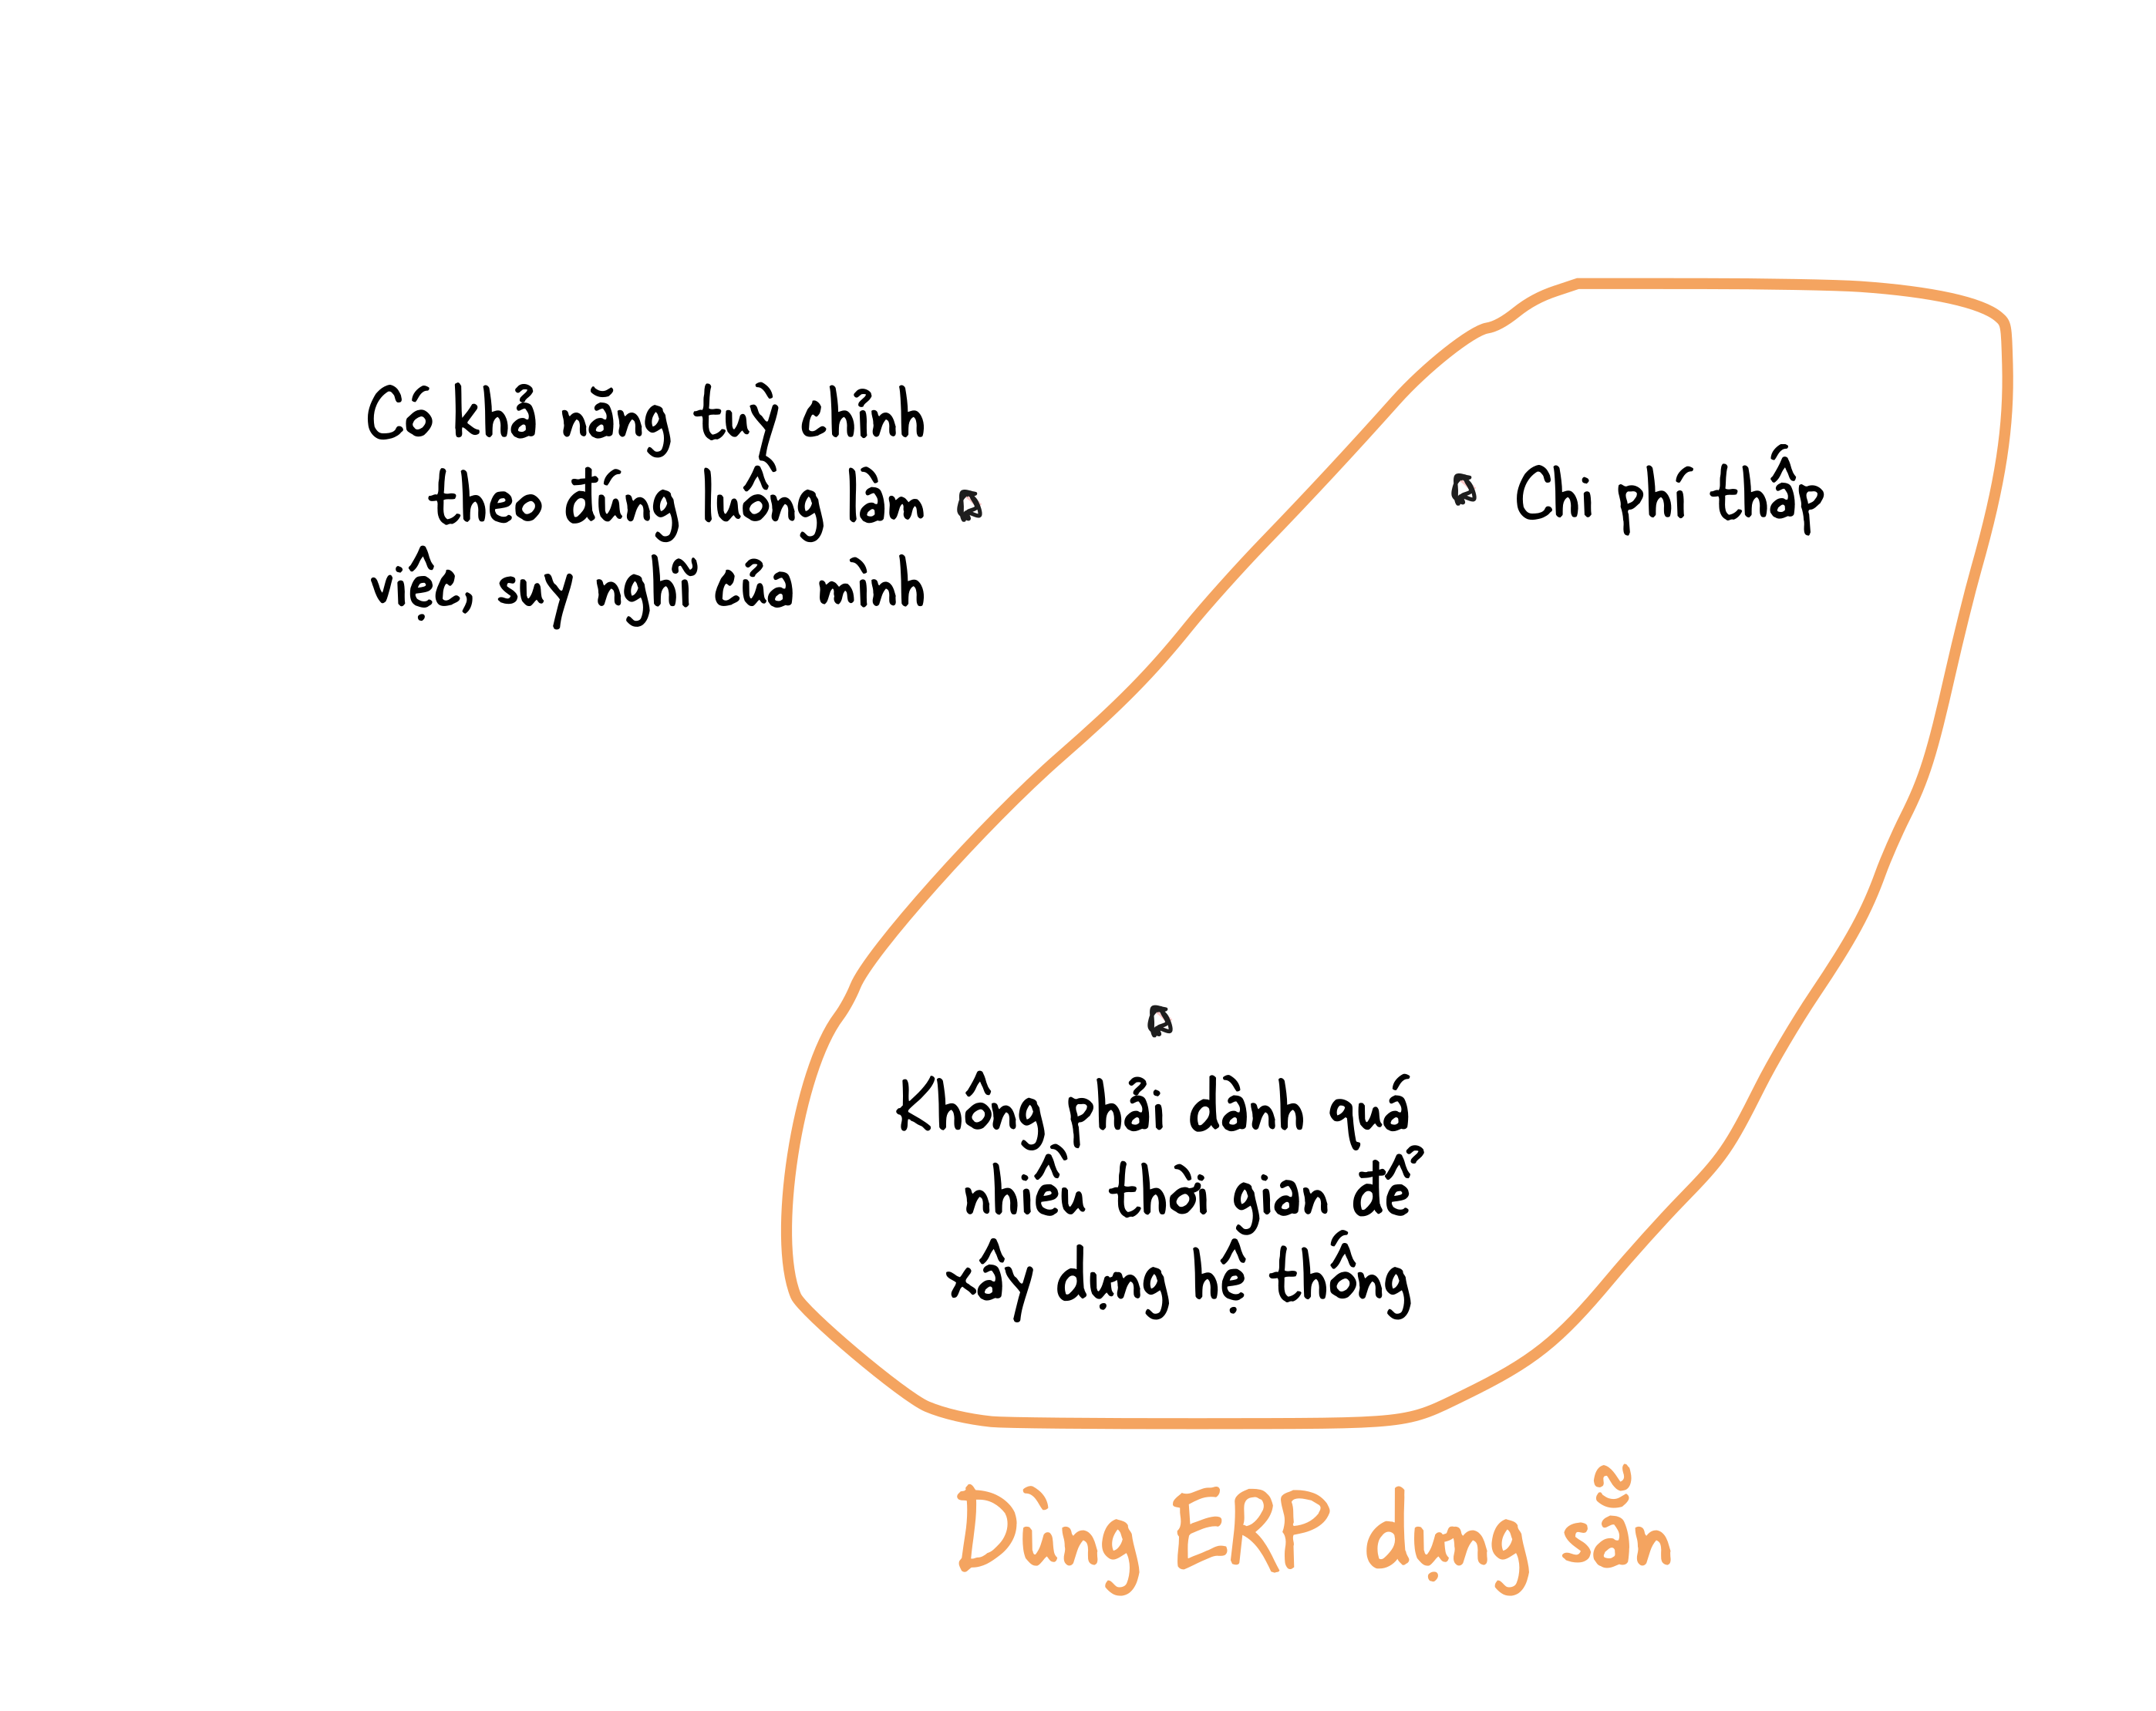 Có khả năng tuỳ chỉnh
theo đúng luồng làm
việc, suy nghĩ của mình
Chi phí thấp
Không phải dành quá
nhiều thời gian để
xây dựng hệ thống
Dùng ERP dựng sẵn